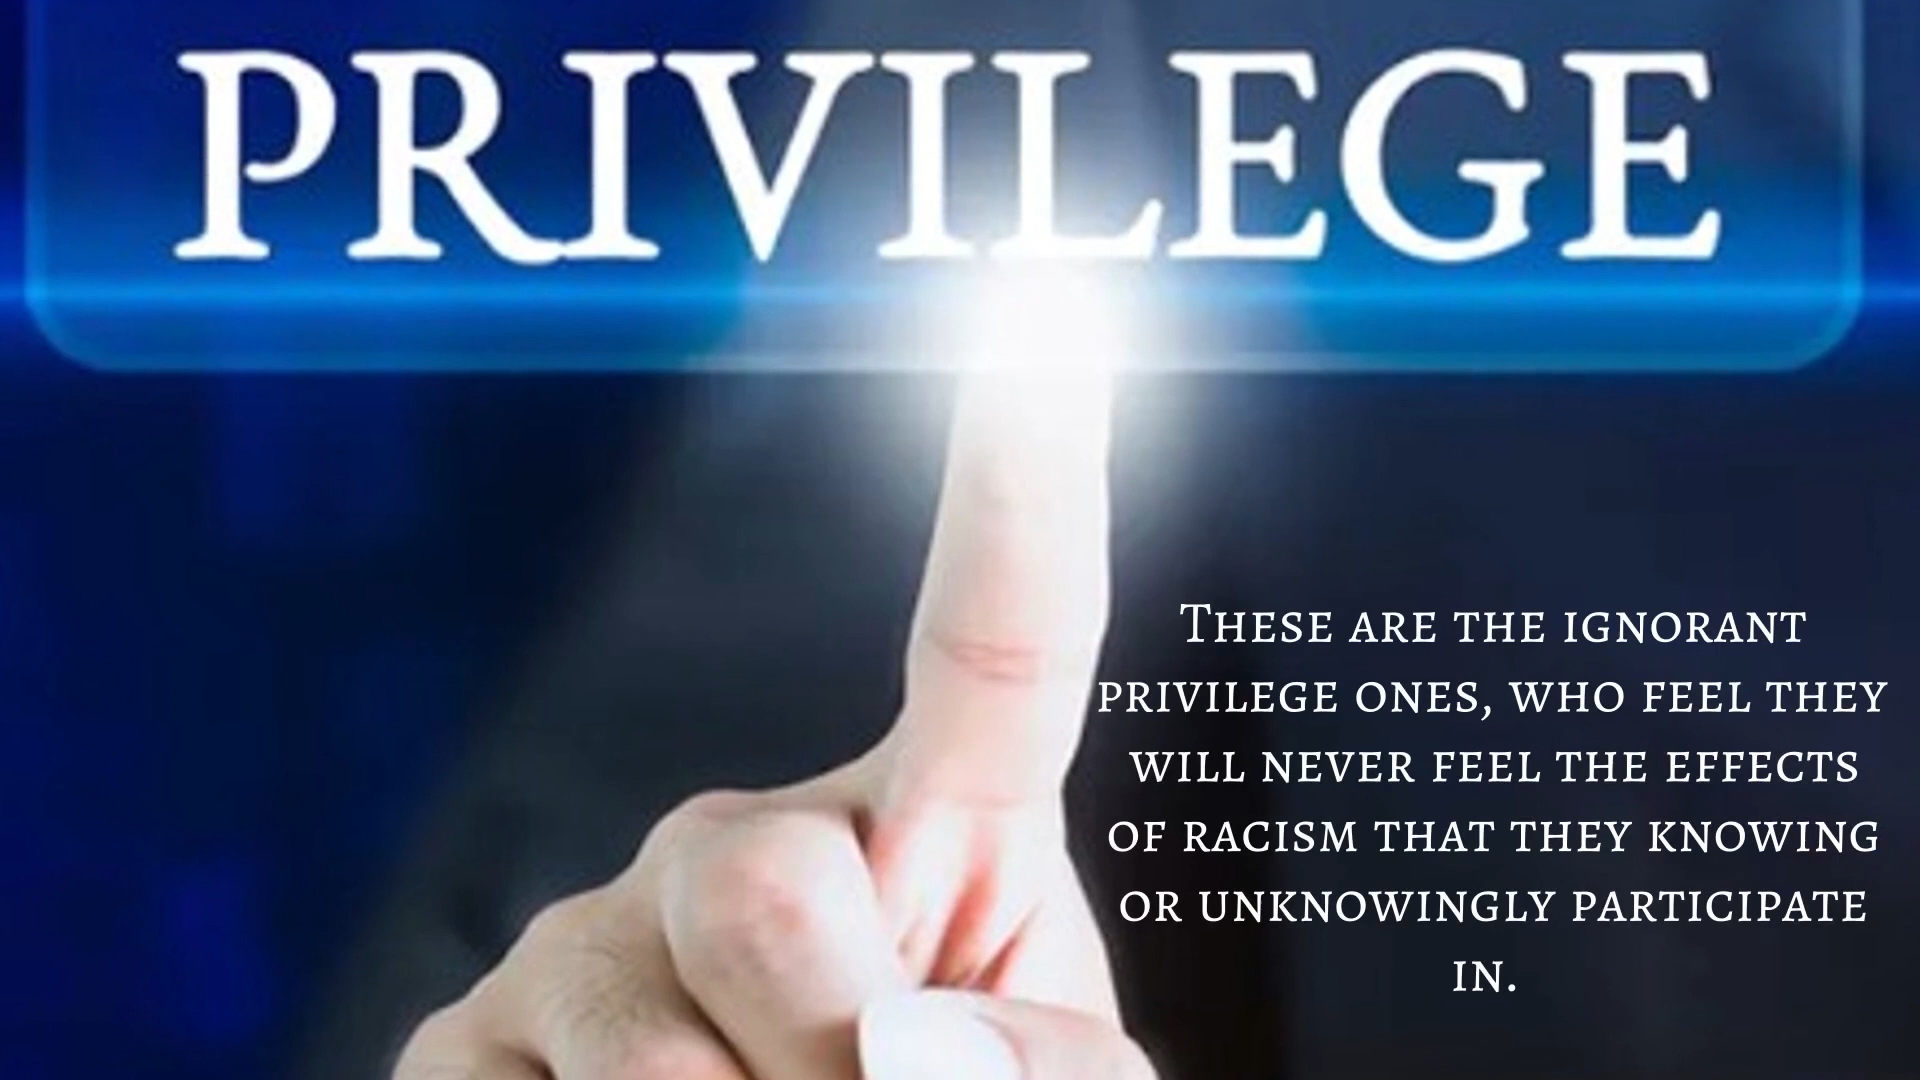 PRIVILEGE
These are the ignorant
privilege ones, who feel they
will never feel the effects
of racism that they knowing
or unknowingly participate
in.